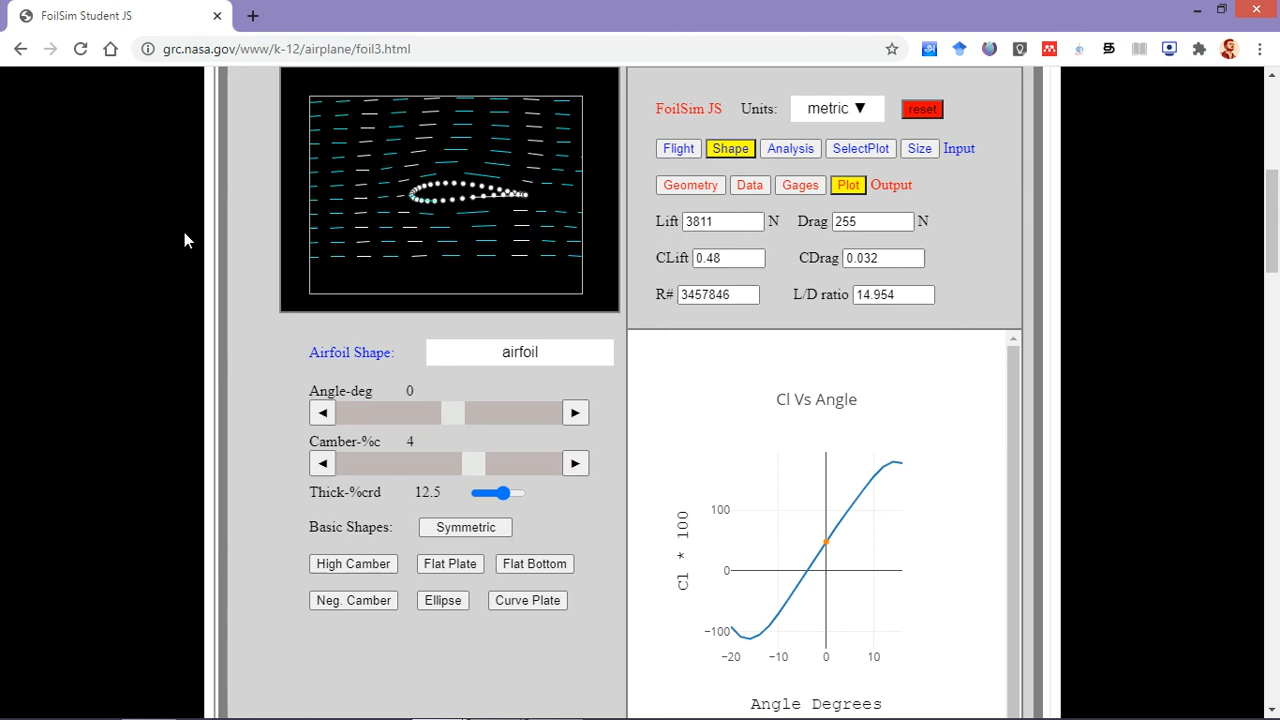 FoilSim Student JS
grc.nasa.gov/www/k-12/airplane/foil3.html
FoilSim JS Units: metric ▼ reset
Flight Shape Analysis SelectPlot Size Input
Geometry Data Gages Plot Output
Lift 3811 N Drag 255 N
CLift 0.48 CDrag 0.032
R# 3457846 L/D ratio 14.954
Airfoil Shape: airfoil
Angle-deg 0
Camber-%c 4
Thick-%crd 12.5
Basic Shapes: Symmetric
High Camber Flat Plate Flat Bottom
Neg. Camber Ellipse Curve Plate
Cl Vs Angle
Cl * 100
100
0
−100
−20 −10 0 10
Angle Degrees